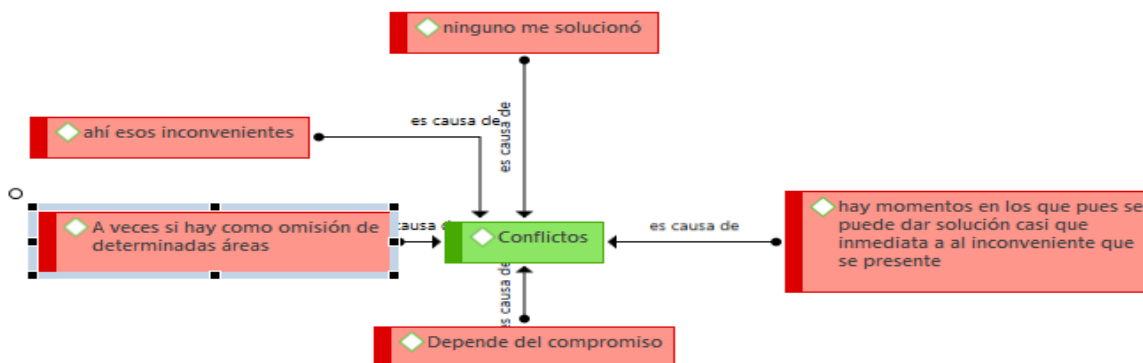 ninguno me solucionó
es causa de
es causa de
ahí esos inconvenientes
A veces si hay como omisión de
determinadas áreas
causa de
Conflictos
es causa de
hay momentos en los que pues se
puede dar solución casi que
inmediata a al inconveniente que
se presente
es causa de
Depende del compromiso